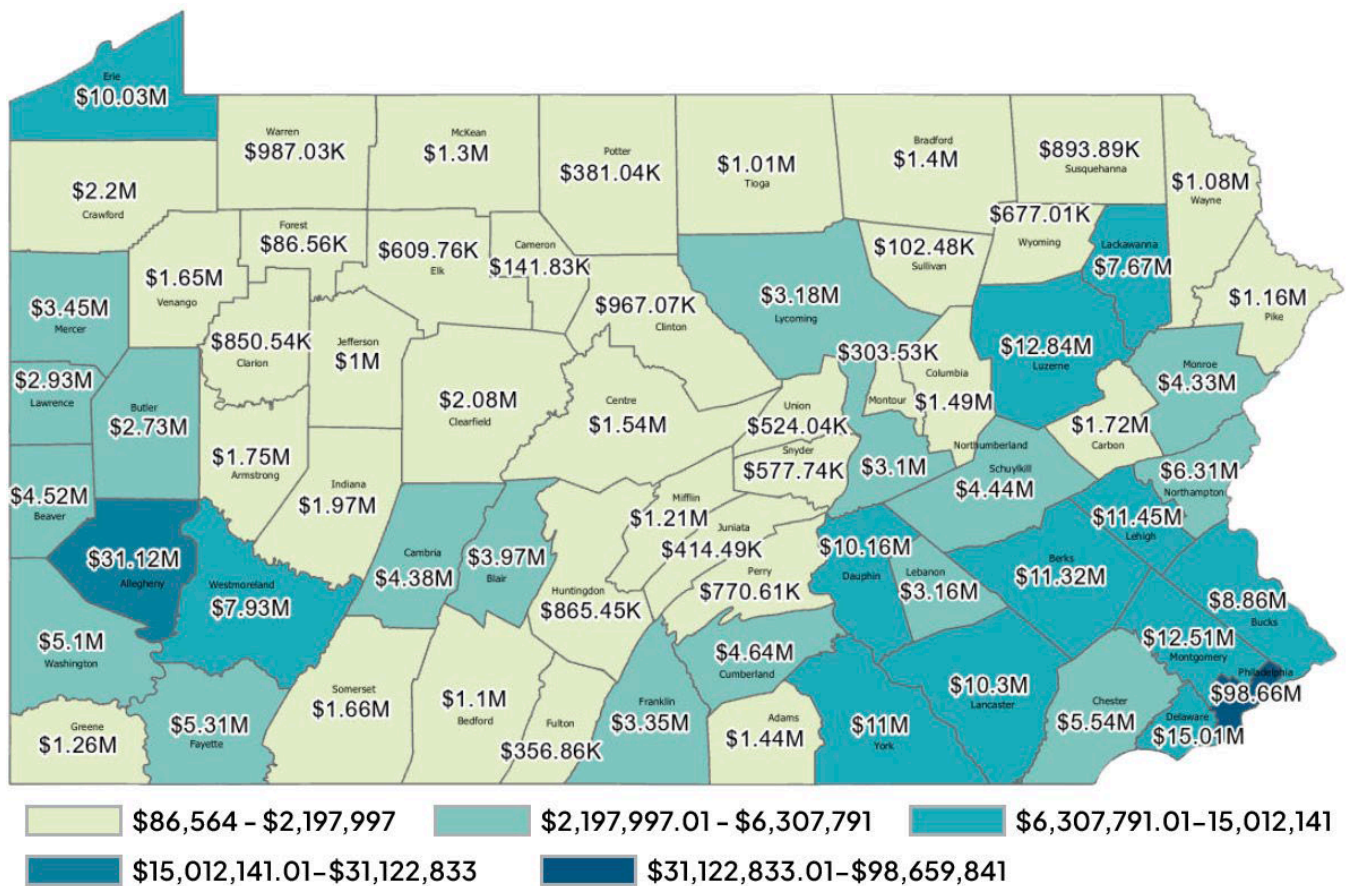 Erie
$10.03M
Warren
$987.03K
McKean
$1.3M
Potter
$381.04K
$1.01M
Tioga
Bradford
$1.4M
$893.89K
Susquehanna
$1.08M
Wayne
$2.2M
Crawford
Forest
$86.56K
$609.76K
Elk
Cameron
$141.83K
$102.48K
Sullivan
$677.01K
Wyoming
Lackawanna
$7.67M
$1.16M
Pike
$3.45M
Mercer
$1.65M
Venango
$850.54K
Clarion
Jefferson
$1M
$967.07K
Clinton
$3.18M
Lycoming
$303.53K
Montour
Columbia
$1.49M
$12.84M
Luzerne
Monroe
$4.33M
$2.93M
Lawrence
Butler
$2.73M
$2.08M
Clearfield
Centre
$1.54M
Union
$524.04K
Snyder
$577.74K
Northumberland
$3.1M
Schuylkill
$4.44M
$1.72M
Carbon
$6.31M
Northampton
$4.52M
Beaver
$1.75M
Armstrong
Indiana
$1.97M
Mifflin
$1.21M
Juniata
$414.49K
Perry
$770.61K
$11.45M
Lehigh
$31.12M
Allegheny
Westmoreland
$7.93M
Cambria
$4.38M
$3.97M
Blair
Huntingdon
$865.45K
$10.16M
Dauphin
Lebanon
$3.16M
Berks
$11.32M
$8.86M
Bucks
$5.1M
Washington
$4.64M
Cumberland
$12.51M
Montgomery
Philadelphia
$98.66M
Greene
$1.26M
$5.31M
Fayette
Somerset
$1.66M
$1.1M
Bedford
Fulton
$356.86K
Franklin
$3.35M
Adams
$1.44M
$11M
York
$10.3M
Lancaster
Chester
$5.54M
Delaware
$15.01M
$86,564 – $2,197,997
$2,197,997.01 – $6,307,791
$6,307,791.01–15,012,141
$15,012,141.01–$31,122,833
$31,122,833.01–$98,659,841